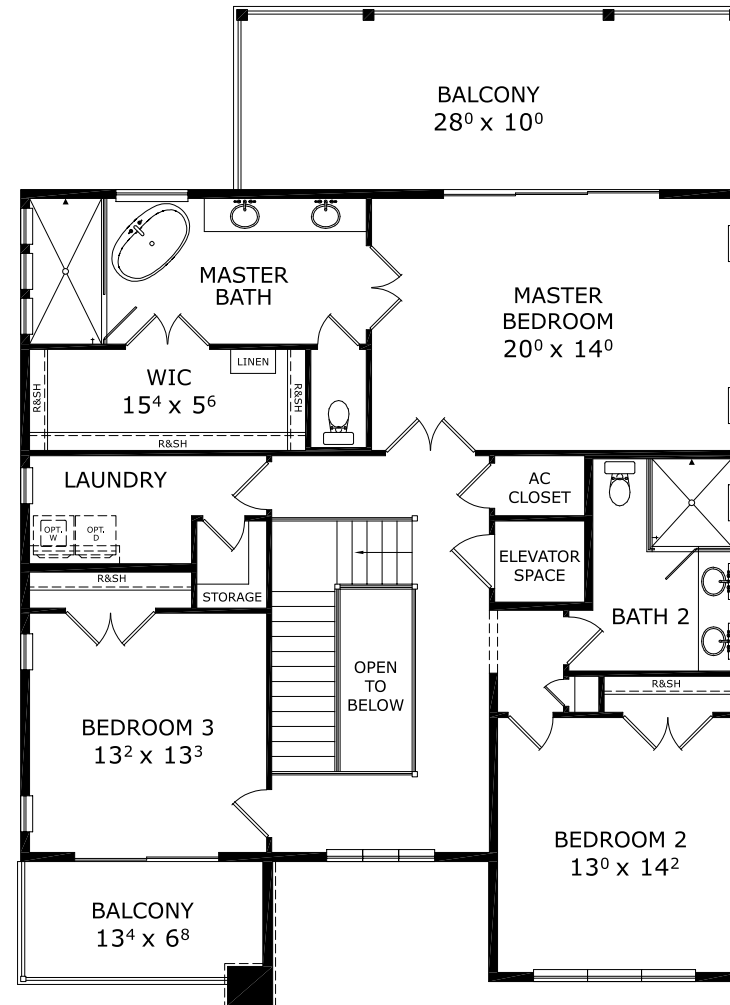 BALCONY
28⁰ x 10⁰
MASTER
BATH
MASTER
BEDROOM
20⁰ x 14⁰
LINEN
WIC
15⁴ x 5⁶
R&SH
R&SH
R&SH
LAUNDRY
OPT.
W
OPT.
D
AC
CLOSET
ELEVATOR
SPACE
R&SH
STORAGE
BATH 2
OPEN
TO
BELOW
R&SH
BEDROOM 3
13² x 13³
BEDROOM 2
13⁰ x 14²
BALCONY
13⁴ x 6⁸